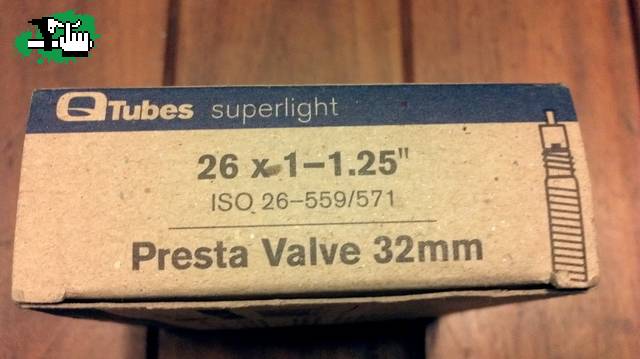 QTubes superlight
26 x 1–1.25"
ISO 26–559/571
Presta Valve 32mm